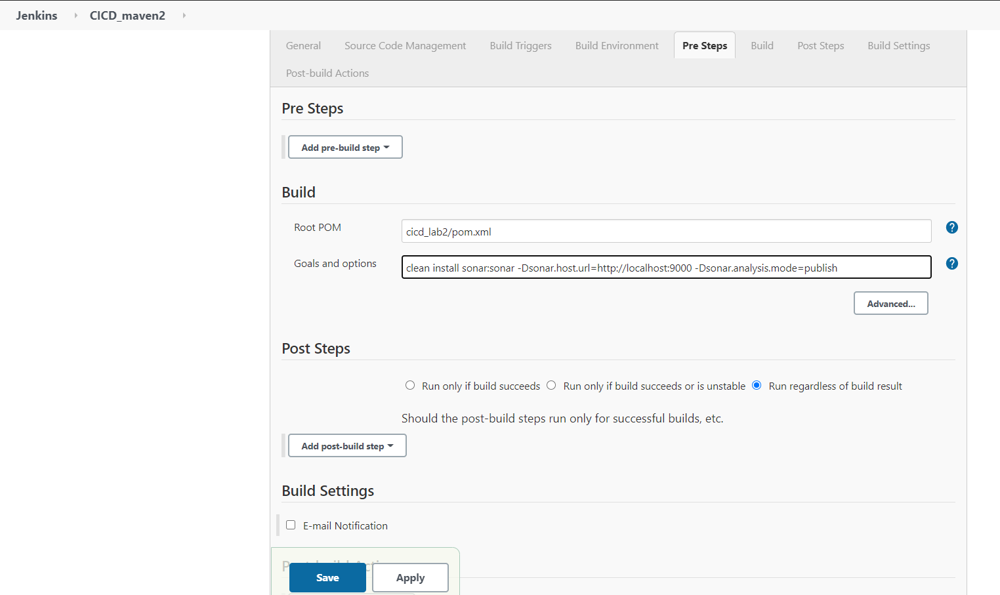 Jenkins CICD_maven2
General Source Code Management Build Triggers Build Environment Pre Steps Build Post Steps Build Settings
Post-build Actions
Pre Steps
Add pre-build step
Build
Root POM cicd_lab2/pom.xml ?
Goals and options clean install sonar:sonar -Dsonar.host.url=http://localhost:9000 -Dsonar.analysis.mode=publish ?
Advanced...
Post Steps
Run only if build succeeds Run only if build succeeds or is unstable Run regardless of build result
Should the post-build steps run only for successful builds, etc.
Add post-build step
Build Settings
E-mail Notification
Save Apply